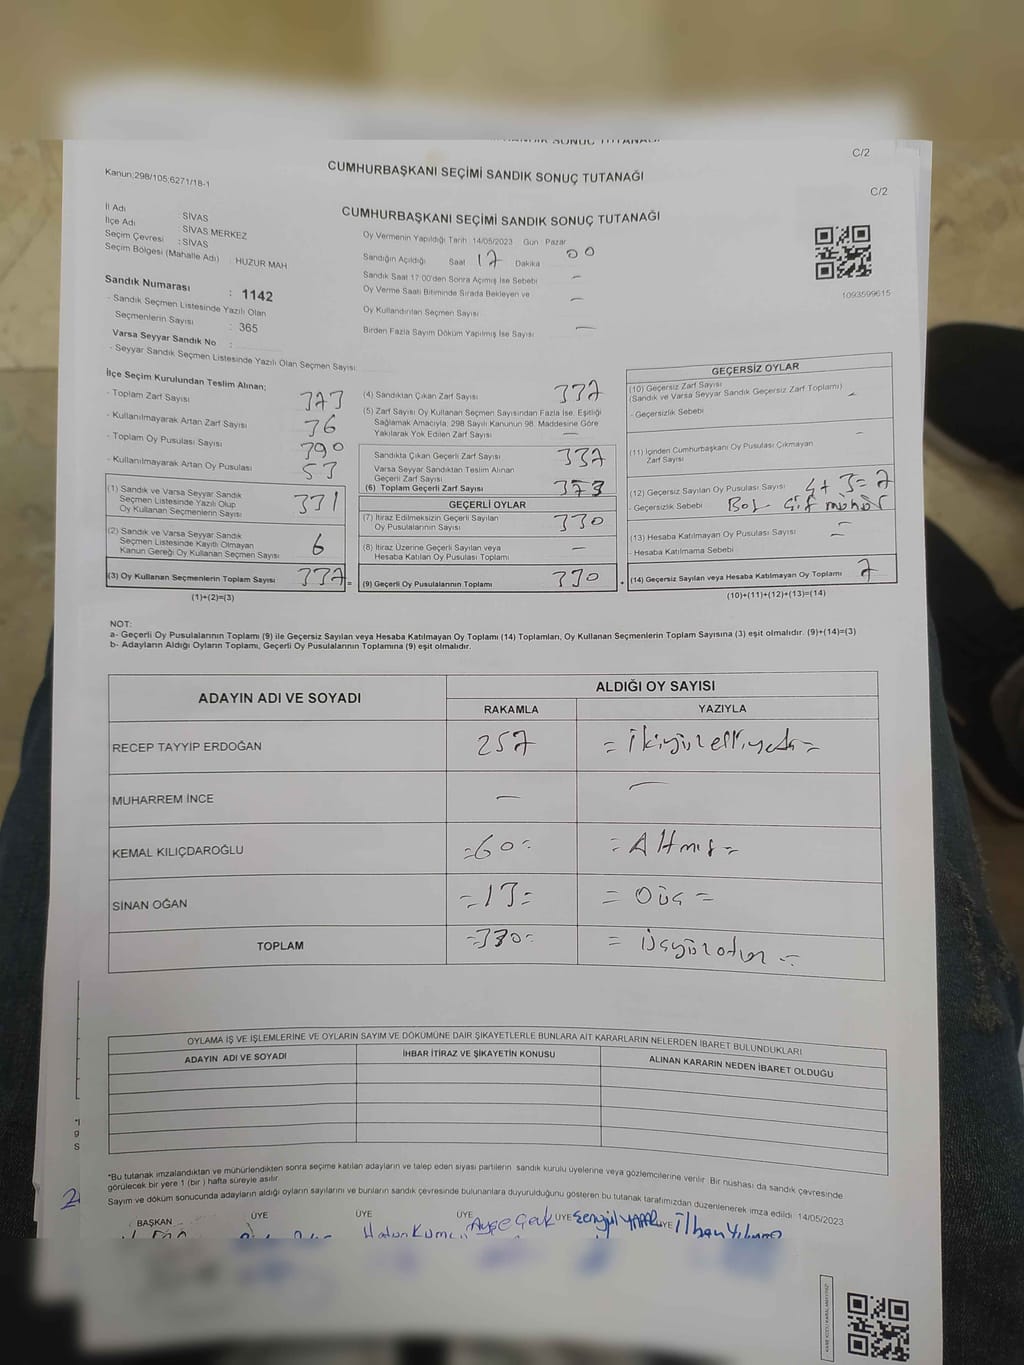 C/2
Kanun;298/105;6271/18-1
CUMHURBAŞKANI SEÇİMİ SANDIK SONUÇ TUTANAĞI
C/2
CUMHURBAŞKANI SEÇİMİ SANDIK SONUÇ TUTANAĞI
İl Adı SİVAS
İlçe Adı SİVAS MERKEZ
Seçim Çevresi : SİVAS
Seçim Bölgesi (Mahalle Adı) : HUZUR MAH
Sandık Numarası : 1142
- Sandık Seçmen Listesinde Yazılı Olan
Seçmenlerin Sayısı : 365
Varsa Seyyar Sandık No :
- Seyyar Sandık Seçmen Listesinde Yazılı Olan Seçmen Sayısı:
Oy Vermenin Yapıldığı Tarih 14/05/2023 Gün : Pazar
Sandığın Açıldığı Saat 17 Dakika 00
Sandık Saat 17:00'den Sonra Açımış İse Sebebi -
Oy Verme Saati Bitiminde Sırada Bekleyen ve
Oy Kullandırılan Seçmen Sayısı -
Birden Fazla Sayım Döküm Yapılmış İse Sayısı -
1093599615
İlçe Seçim Kurulundan Teslim Alınan;
- Toplam Zarf Sayısı 373
- Kullanılmayarak Artan Zarf Sayısı 36
- Toplam Oy Pusulası Sayısı 390
- Kullanılmayarak Artan Oy Pusulası 53
(1) Sandık ve Varsa Seyyar Sandık
Seçmen Listesinde Yazılı Olup
Oy Kullanan Seçmenlerin Sayısı 331
(2) Sandık ve Varsa Seyyar Sandık
Seçmen Listesinde Kayıtlı Olmayan
Kanun Gereği Oy Kullanan Seçmen Sayısı 6
(3) Oy Kullanan Seçmenlerin Toplam Sayısı 337 =
(1)+(2)=(3)
(4) Sandıktan Çıkan Zarf Sayısı 337
(5) Zarf Sayısı Oy Kullanan Seçmen Sayısından Fazla İse, Eşitliği
Sağlamak Amacıyla; 298 Sayılı Kanunun 98. Maddesine Göre
Yakılarak Yok Edilen Zarf Sayısı -
Sandıkta Çıkan Geçerli Zarf Sayısı 337
Varsa Seyyar Sandıktan Teslim Alınan
Geçerli Zarf Sayısı
(6) Toplam Geçerli Zarf Sayısı 373
GEÇERLİ OYLAR
(7) İtiraz Edilmeksizin Geçerli Sayılan
Oy Pusulalarının Sayısı 330
(8) İtiraz Üzerine Geçerli Sayılan veya
Hesaba Katılan Oy Pusulası Toplamı -
(9) Geçerli Oy Pusulalarının Toplamı 330 +
GEÇERSİZ OYLAR
(10) Geçersiz Zarf Sayısı
(Sandık ve Varsa Seyyar Sandık Geçersiz Zarf Toplamı) -
- Geçersizlik Sebebi
(11) İçinden Cumhurbaşkanı Oy Pusulası Çıkmayan
Zarf Sayısı -
(12) Geçersiz Sayılan Oy Pusulası Sayısı 4+3=7
- Geçersizlik Sebebi Boş - Çift mühür
(13) Hesaba Katılmayan Oy Pusulası Sayısı -
- Hesaba Katılmama Sebebi -
(14) Geçersiz Sayılan veya Hesaba Katılmayan Oy Toplamı 7
(10)+(11)+(12)+(13)=(14)
NOT:
a- Geçerli Oy Pusulalarının Toplamı (9) ile Geçersiz Sayılan veya Hesaba Katılmayan Oy Toplamı (14) Toplamları, Oy Kullanan Seçmenlerin Toplam Sayısına (3) eşit olmalıdır. (9)+(14)=(3)
b- Adayların Aldığı Oyların Toplamı, Geçerli Oy Pusulalarının Toplamına (9) eşit olmalıdır.
ADAYIN ADI VE SOYADI ALDIĞI OY SAYISI
RAKAMLA YAZIYLA
RECEP TAYYİP ERDOĞAN 257 = İkiyüzelliyedi =
MUHARREM İNCE - -
KEMAL KILIÇDAROĞLU =60= = Altmış =
SİNAN OĞAN =13= = Oüç =
TOPLAM =330= = Üçyüzotuz =
OYLAMA İŞ VE İŞLEMLERİNE VE OYLARIN SAYIM VE DÖKÜMÜNE DAİR ŞİKAYETLERLE BUNLARA AİT KARARLARIN NELERDEN İBARET BULUNDUKLARI
ADAYIN ADI VE SOYADI İHBAR İTİRAZ VE ŞİKAYETİN KONUSU ALINAN KARARIN NEDEN İBARET OLDUĞU
*Bu tutanak imzalandıktan ve mühürlendikten sonra seçime katılan adayların ve talep eden siyasi partilerin sandık kurulu üyelerine veya gözlemcilerine verilir. Bir nushası da sandık çevresinde
görülecek bir yere 1 (bir ) hafta süreyle asılır.
Sayım ve döküm sonucunda adayların aldığı oyların sayılarını ve bunların sandık çevresinde bulunanlara duyurulduğunu gösteren bu tutanak tarafımızdan düzenlenerek imza edildi. 14/05/2023
BAŞKAN ÜYE ÜYE ÜYE ÜYE ÜYE
Ayşe Şengül İlhan Yılmaz